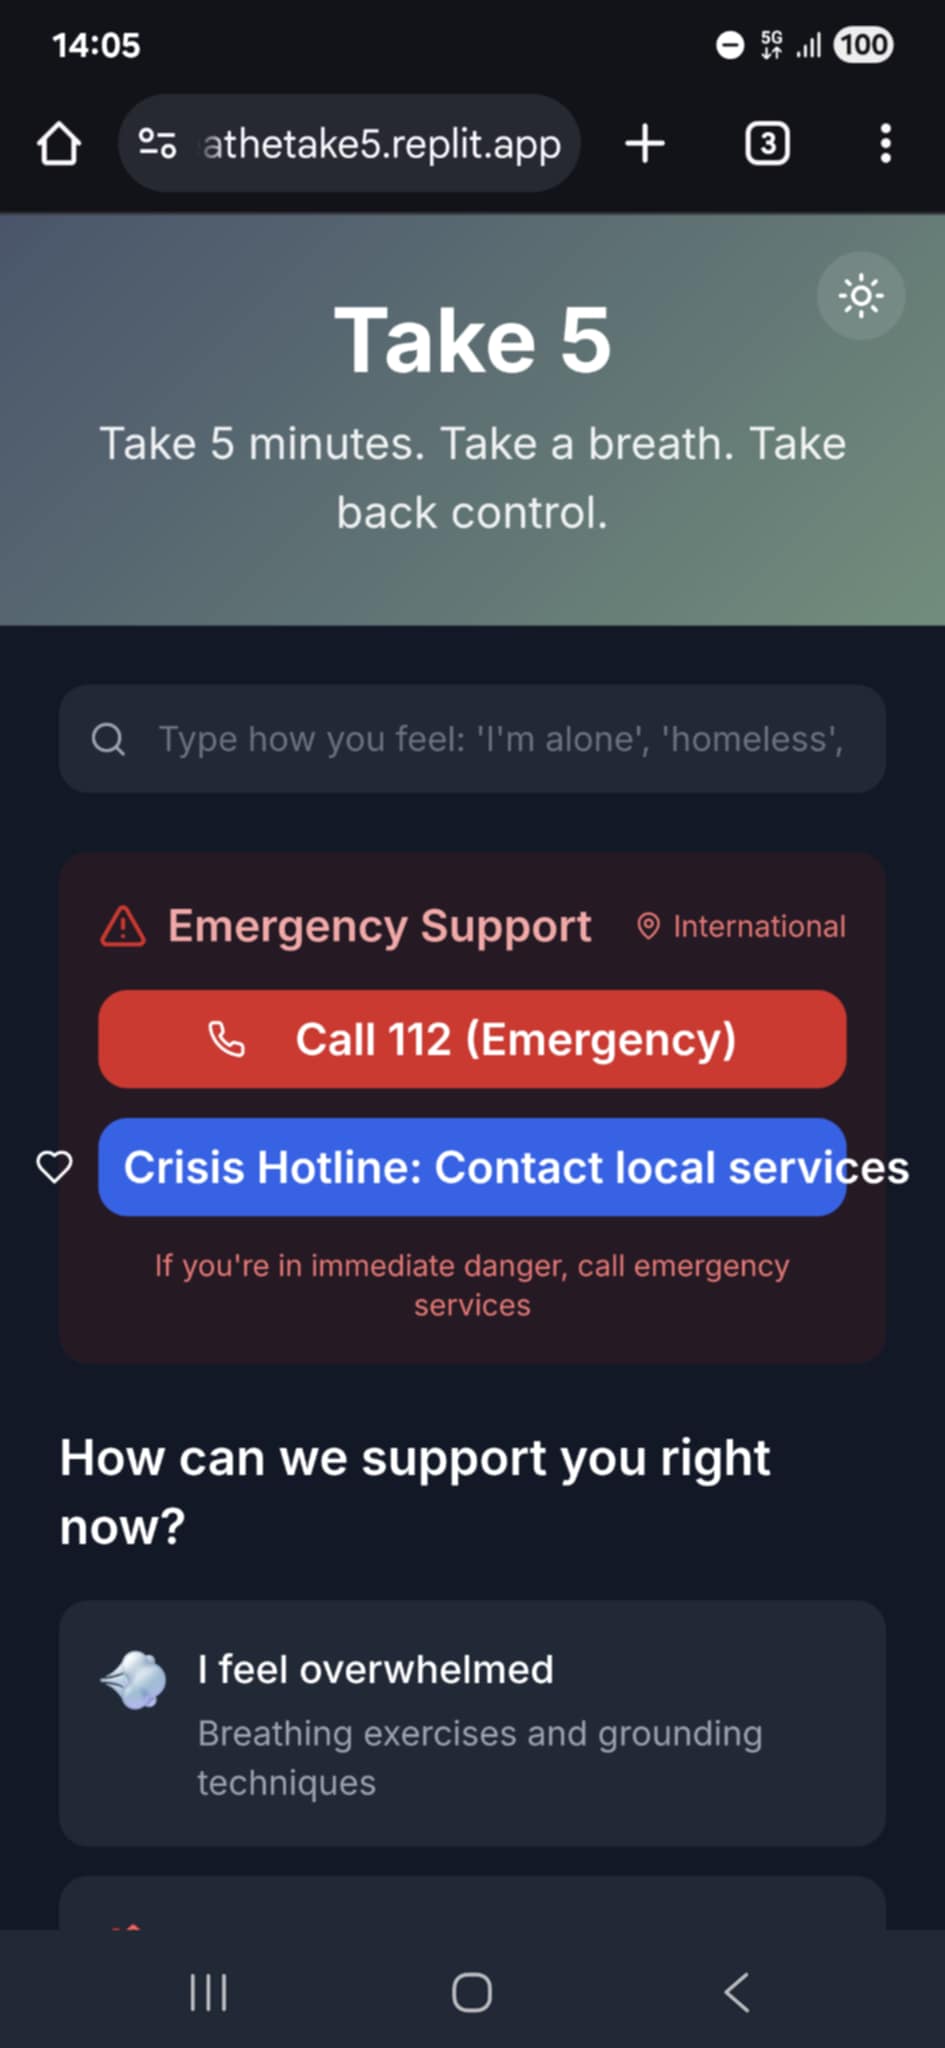 14:05
5G
100
athetake5.replit.app
3
Take 5
Take 5 minutes. Take a breath. Take
back control.
Type how you feel: 'I'm alone', 'homeless',
Emergency Support
International
Call 112 (Emergency)
Crisis Hotline: Contact local services
If you're in immediate danger, call emergency
services
How can we support you right
now?
I feel overwhelmed
Breathing exercises and grounding
techniques